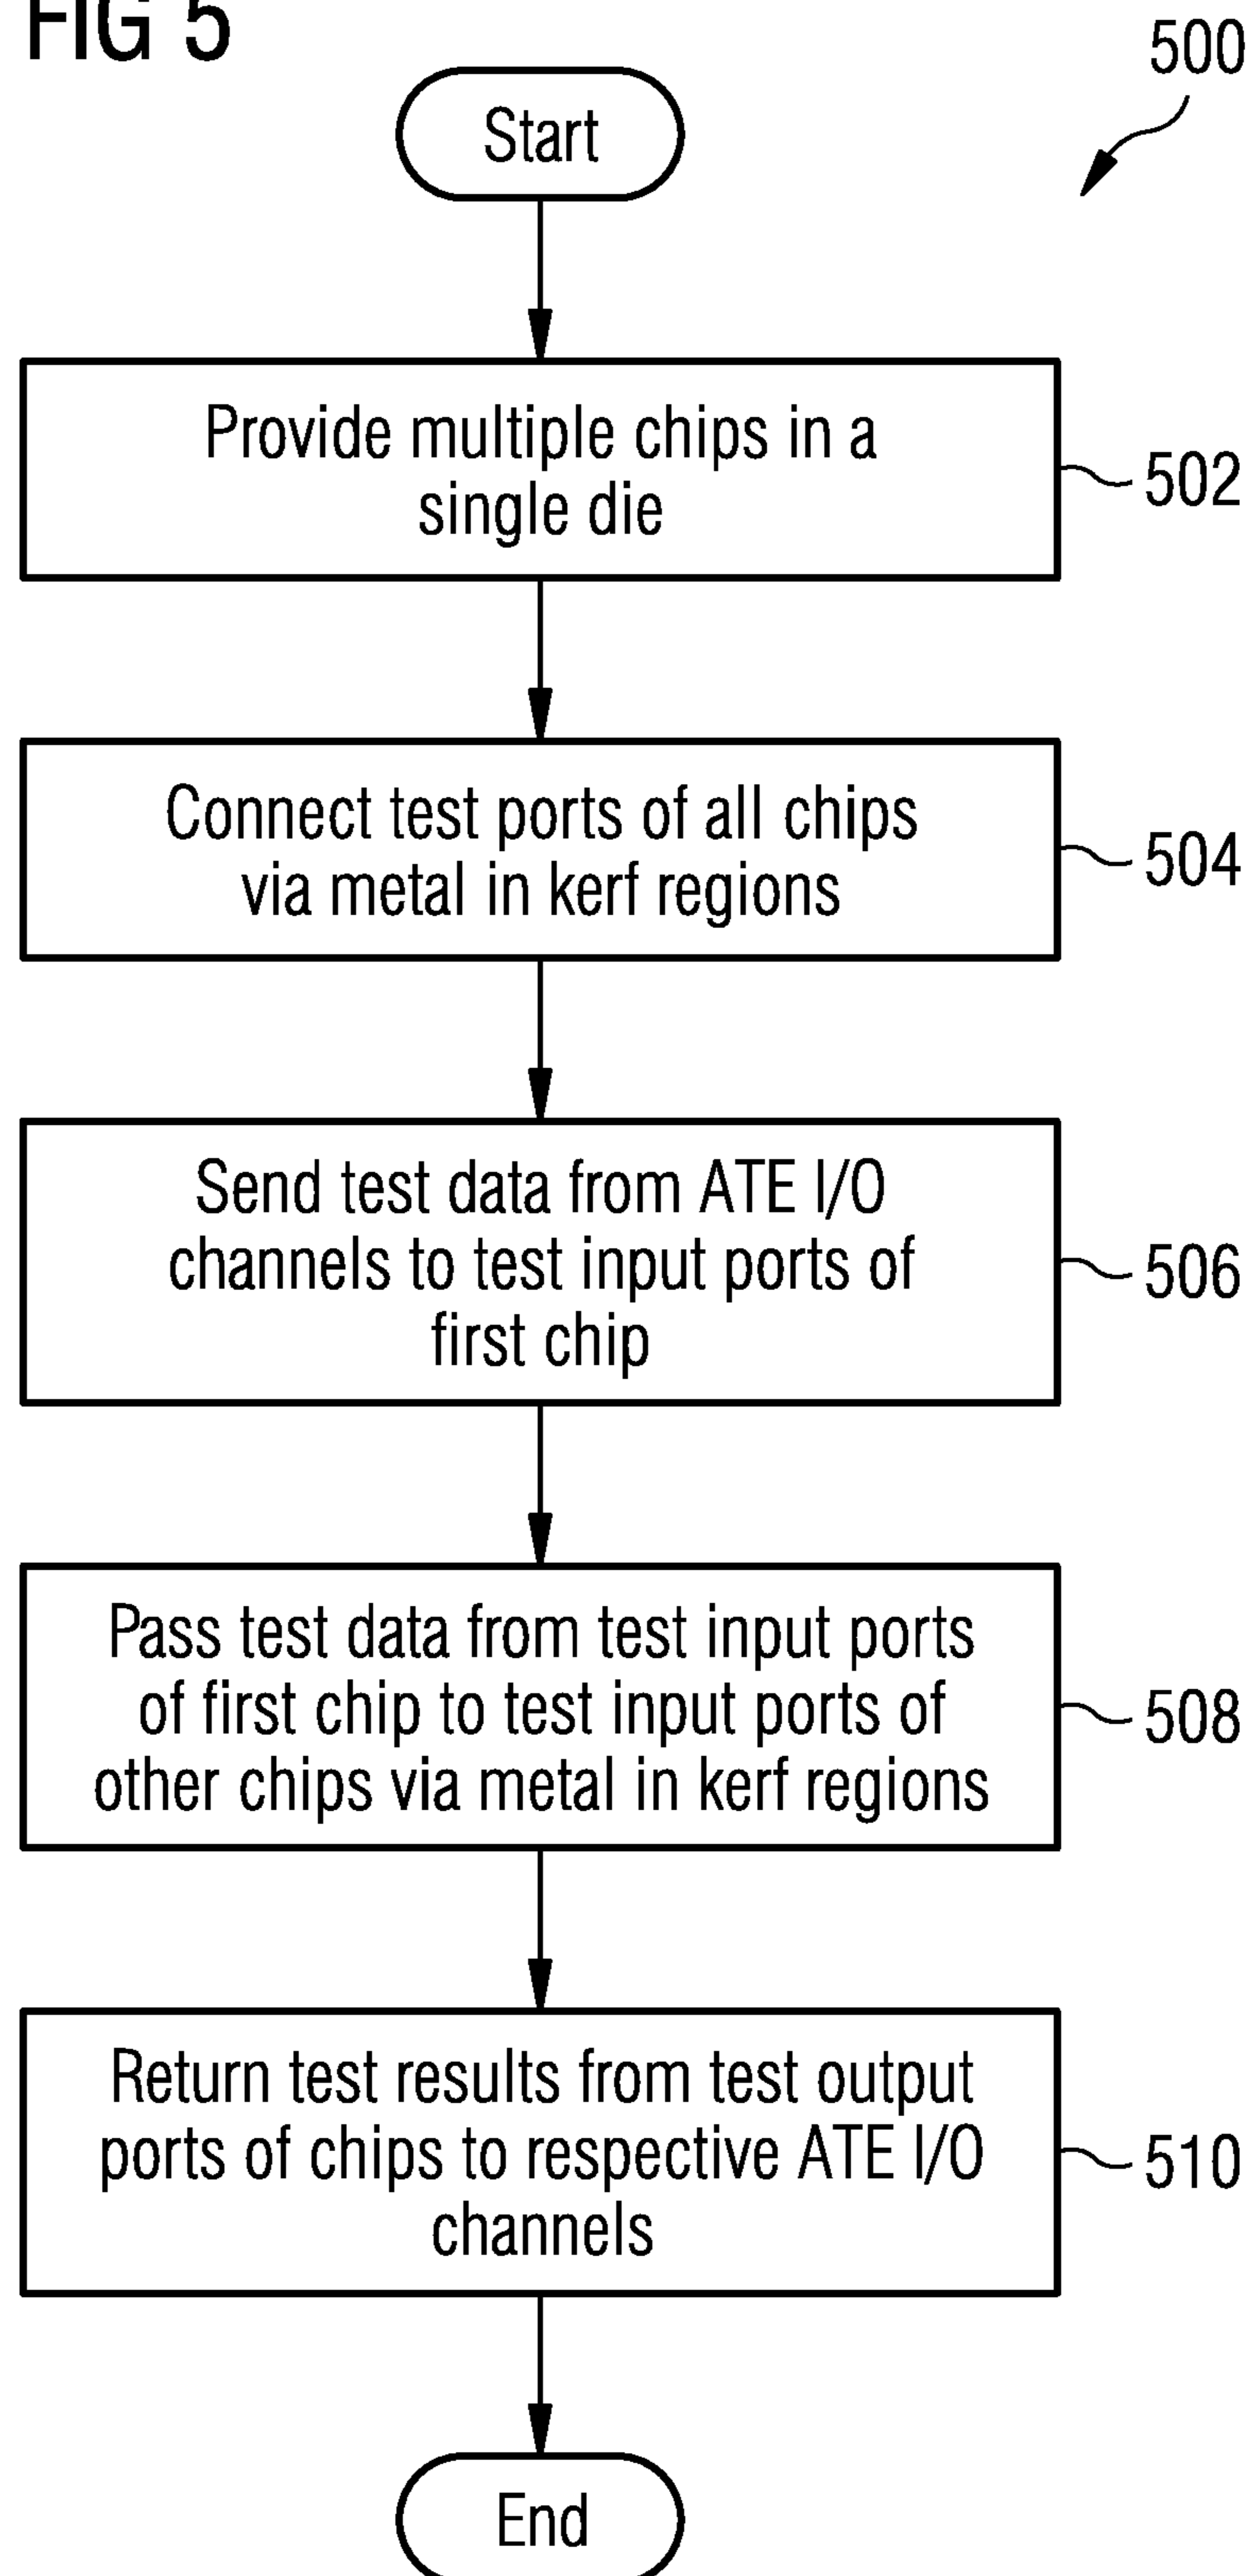 FIG 5
500
Start
Provide multiple chips in a
single die
502
Connect test ports of all chips
via metal in kerf regions
504
Send test data from ATE I/O
channels to test input ports of
first chip
506
Pass test data from test input ports
of first chip to test input ports of
other chips via metal in kerf regions
508
Return test results from test output
ports of chips to respective ATE I/O
channels
510
End